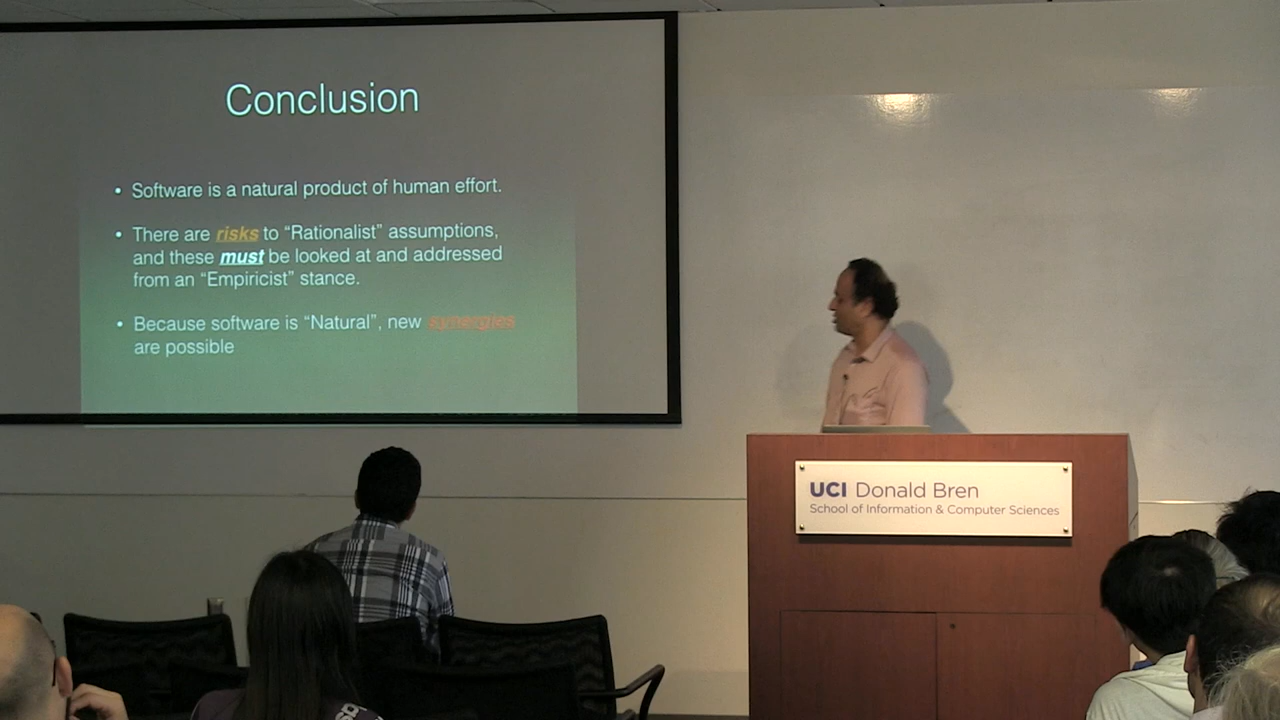 Conclusion
• Software is a natural product of human effort.
• There are risks to “Rationalist” assumptions,
and these must be looked at and addressed
from an “Empiricist” stance.
• Because software is “Natural”, new synergies
are possible
UCI Donald Bren
School of Information & Computer Sciences